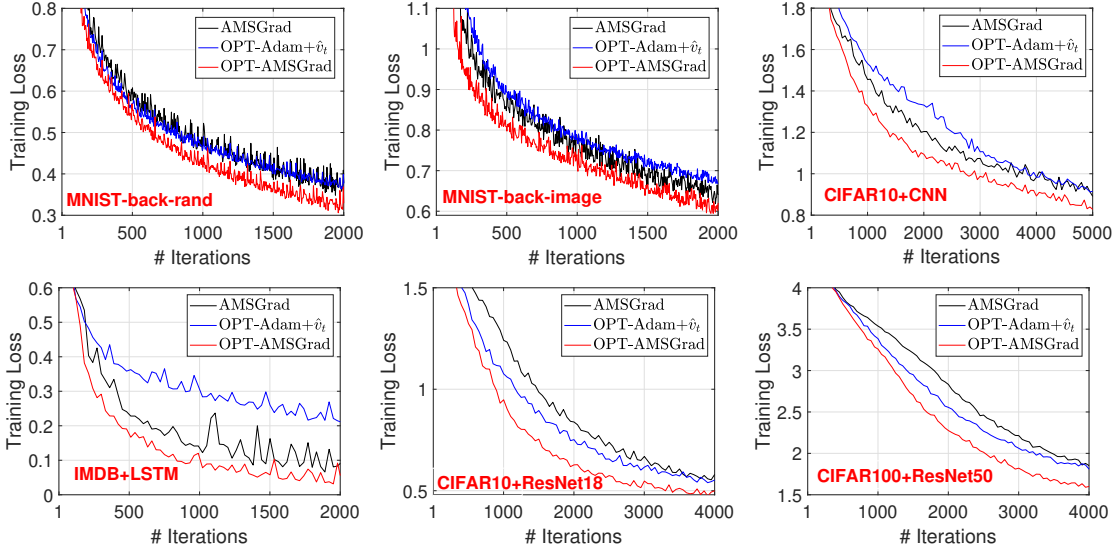 0.8
0.7
0.6
0.5
0.4
0.3
Training Loss
AMSGrad
OPT-Adam+v̂ₜ
OPT-AMSGrad
MNIST-back-rand
1 500 1000 1500 2000
# Iterations
1.1
1
0.9
0.8
0.7
0.6
Training Loss
AMSGrad
OPT-Adam+v̂ₜ
OPT-AMSGrad
MNIST-back-image
1 500 1000 1500 2000
# Iterations
1.8
1.6
1.4
1.2
1
0.8
Training Loss
AMSGrad
OPT-Adam+v̂ₜ
OPT-AMSGrad
CIFAR10+CNN
1 1000 2000 3000 4000 5000
# Iterations
0.6
0.5
0.4
0.3
0.2
0.1
0
Training Loss
AMSGrad
OPT-Adam+v̂ₜ
OPT-AMSGrad
IMDB+LSTM
1 500 1000 1500 2000
# Iterations
1.5
1
0.5
Training Loss
AMSGrad
OPT-Adam+v̂ₜ
OPT-AMSGrad
CIFAR10+ResNet18
1 1000 2000 3000 4000
# Iterations
4
3.5
3
2.5
2
1.5
Training Loss
AMSGrad
OPT-Adam+v̂ₜ
OPT-AMSGrad
CIFAR100+ResNet50
1 1000 2000 3000 4000
# Iterations